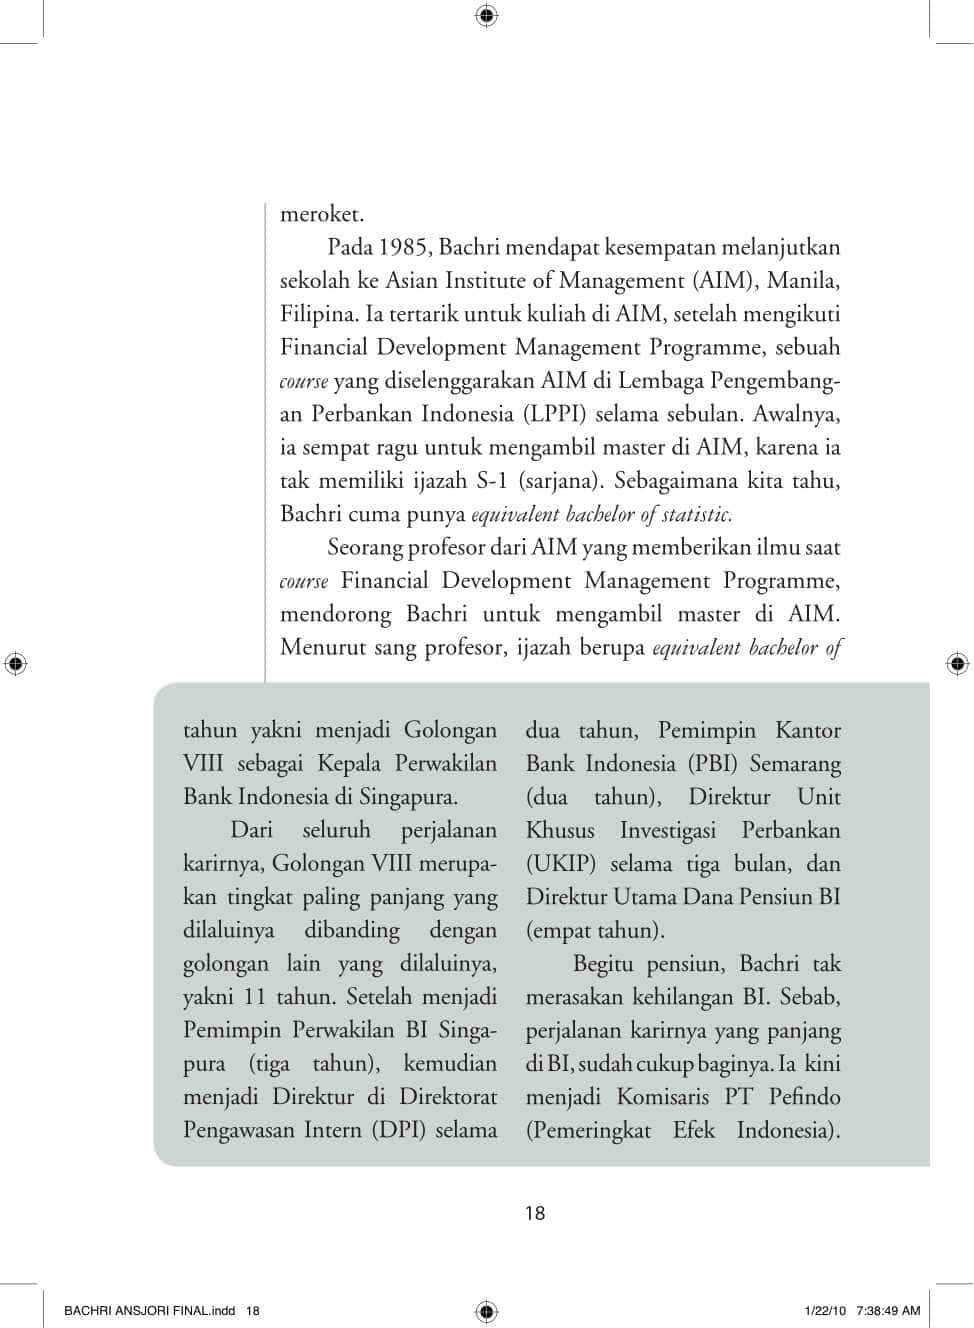 meroket.
Pada 1985, Bachri mendapat kesempatan melanjutkan
sekolah ke Asian Institute of Management (AIM), Manila,
Filipina. Ia tertarik untuk kuliah di AIM, setelah mengikuti
Financial Development Management Programme, sebuah
course yang diselenggarakan AIM di Lembaga Pengembang-
an Perbankan Indonesia (LPPI) selama sebulan. Awalnya,
ia sempat ragu untuk mengambil master di AIM, karena ia
tak memiliki ijazah S-1 (sarjana). Sebagaimana kita tahu,
Bachri cuma punya equivalent bachelor of statistic.
Seorang profesor dari AIM yang memberikan ilmu saat
course Financial Development Management Programme,
mendorong Bachri untuk mengambil master di AIM.
Menurut sang profesor, ijazah berupa equivalent bachelor of
tahun yakni menjadi Golongan
VIII sebagai Kepala Perwakilan
Bank Indonesia di Singapura.
Dari seluruh perjalanan
karirnya, Golongan VIII merupa-
kan tingkat paling panjang yang
dilaluinya dibanding dengan
golongan lain yang dilaluinya,
yakni 11 tahun. Setelah menjadi
Pemimpin Perwakilan BI Singa-
pura (tiga tahun), kemudian
menjadi Direktur di Direktorat
Pengawasan Intern (DPI) selama
dua tahun, Pemimpin Kantor
Bank Indonesia (PBI) Semarang
(dua tahun), Direktur Unit
Khusus Investigasi Perbankan
(UKIP) selama tiga bulan, dan
Direktur Utama Dana Pensiun BI
(empat tahun).
Begitu pensiun, Bachri tak
merasakan kehilangan BI. Sebab,
perjalanan karirnya yang panjang
di BI, sudah cukup baginya. Ia kini
menjadi Komisaris PT Pefindo
(Pemeringkat Efek Indonesia).
18
BACHRI ANSJORI FINAL.indd 18
1/22/10 7:38:49 AM